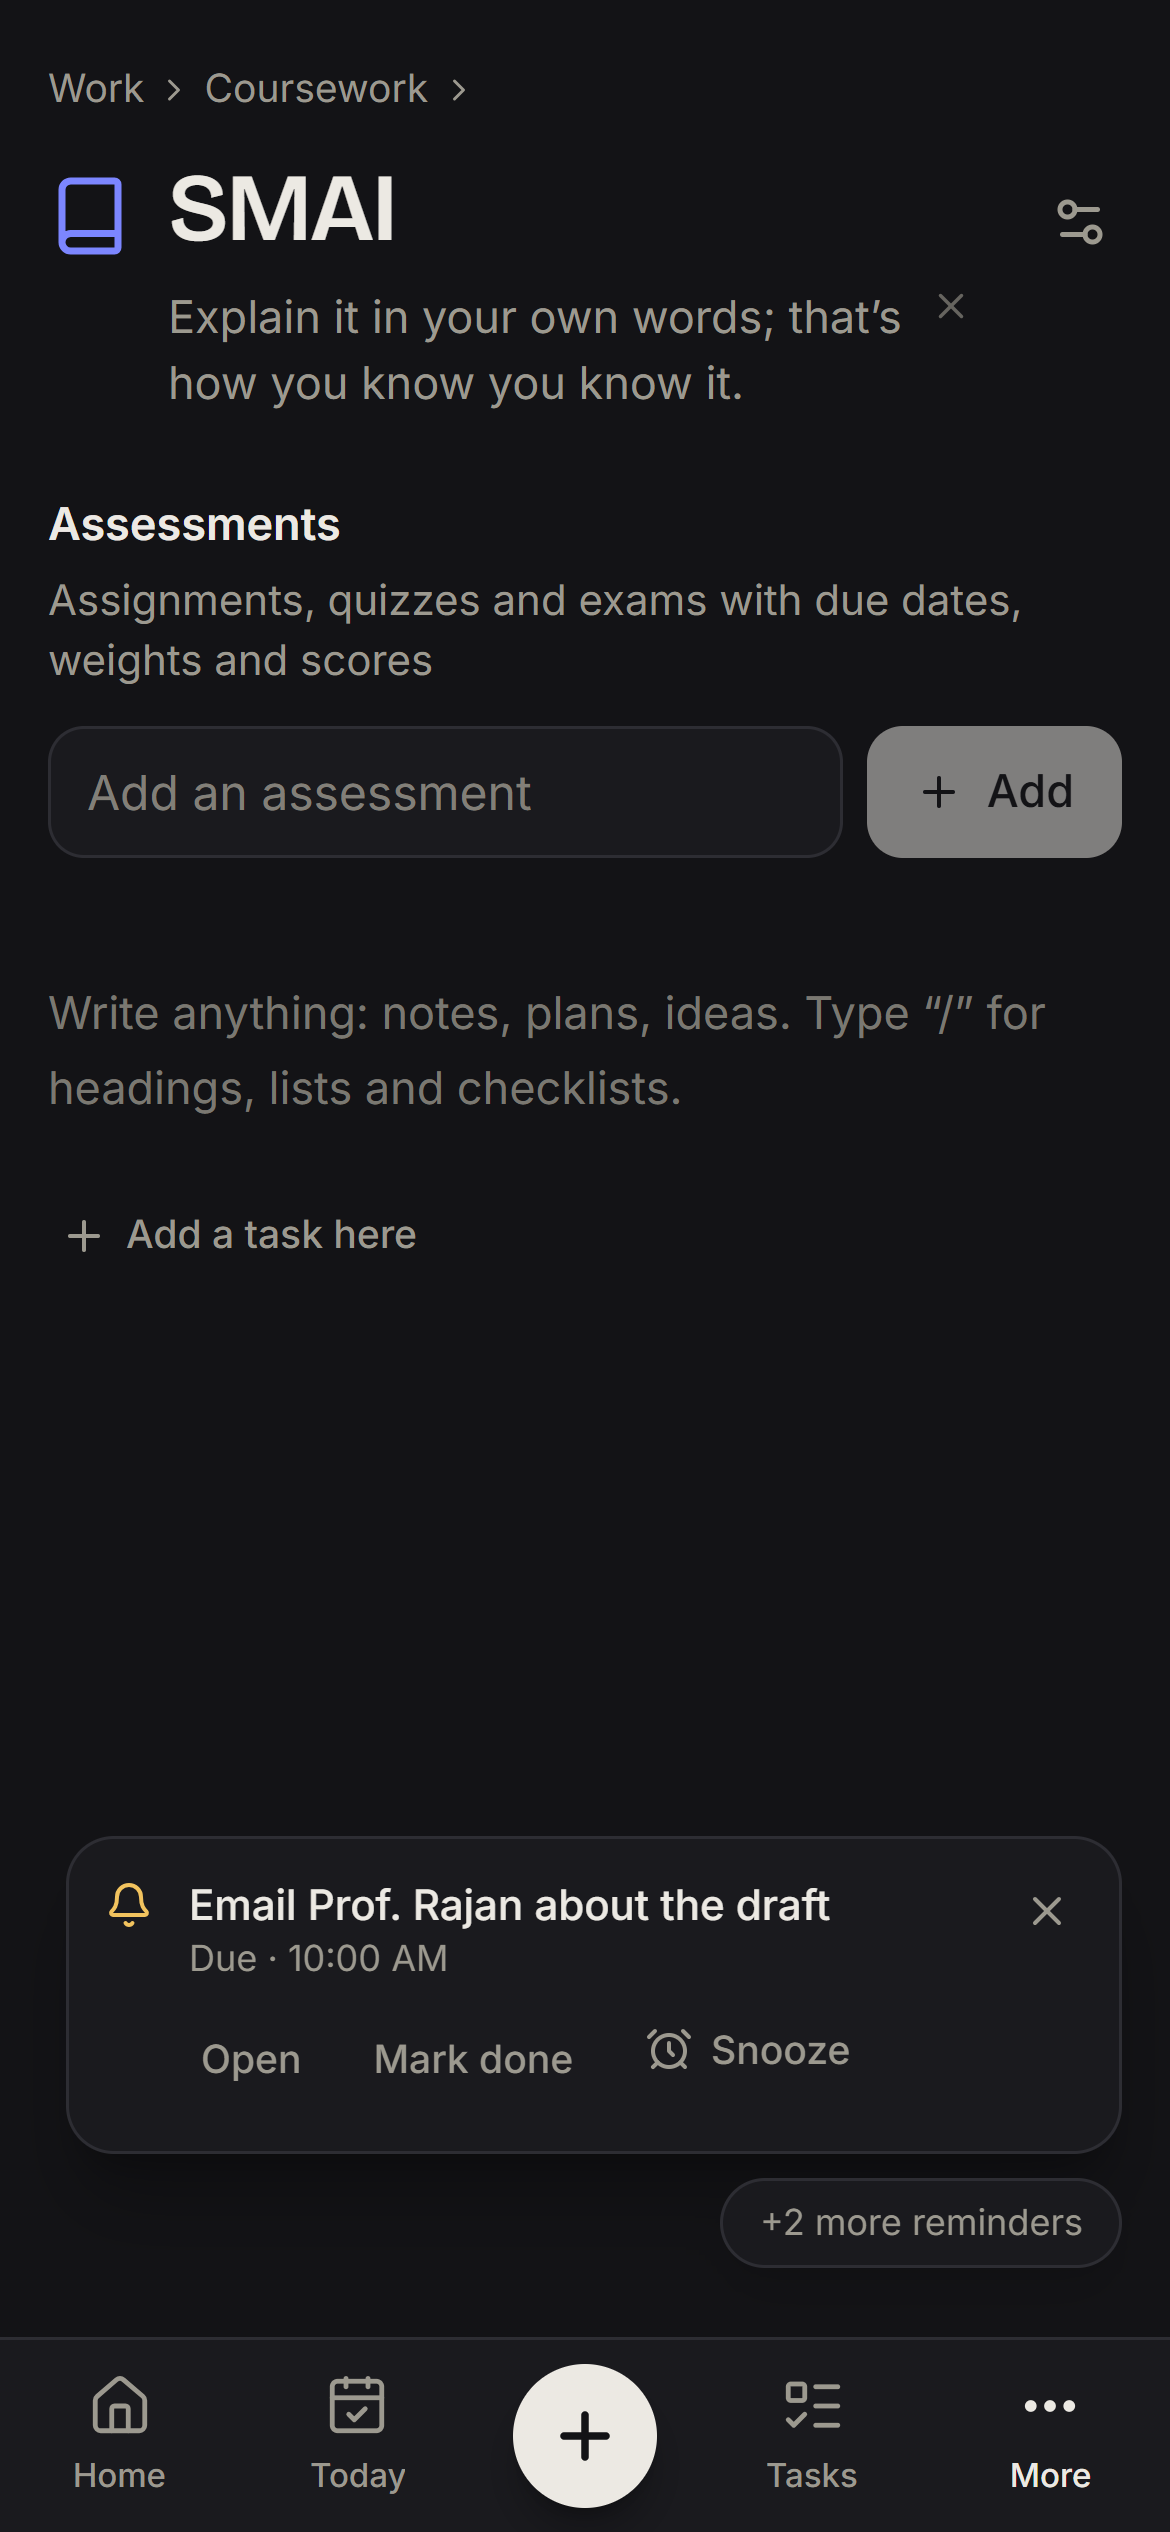 Work > Coursework >
SMAI
Explain it in your own words; that’s
how you know you know it.
Assessments
Assignments, quizzes and exams with due dates,
weights and scores
Add an assessment
+ Add
Write anything: notes, plans, ideas. Type “/” for
headings, lists and checklists.
+ Add a task here
Email Prof. Rajan about the draft
Due · 10:00 AM
Open Mark done Snooze
+2 more reminders
Home Today Tasks More